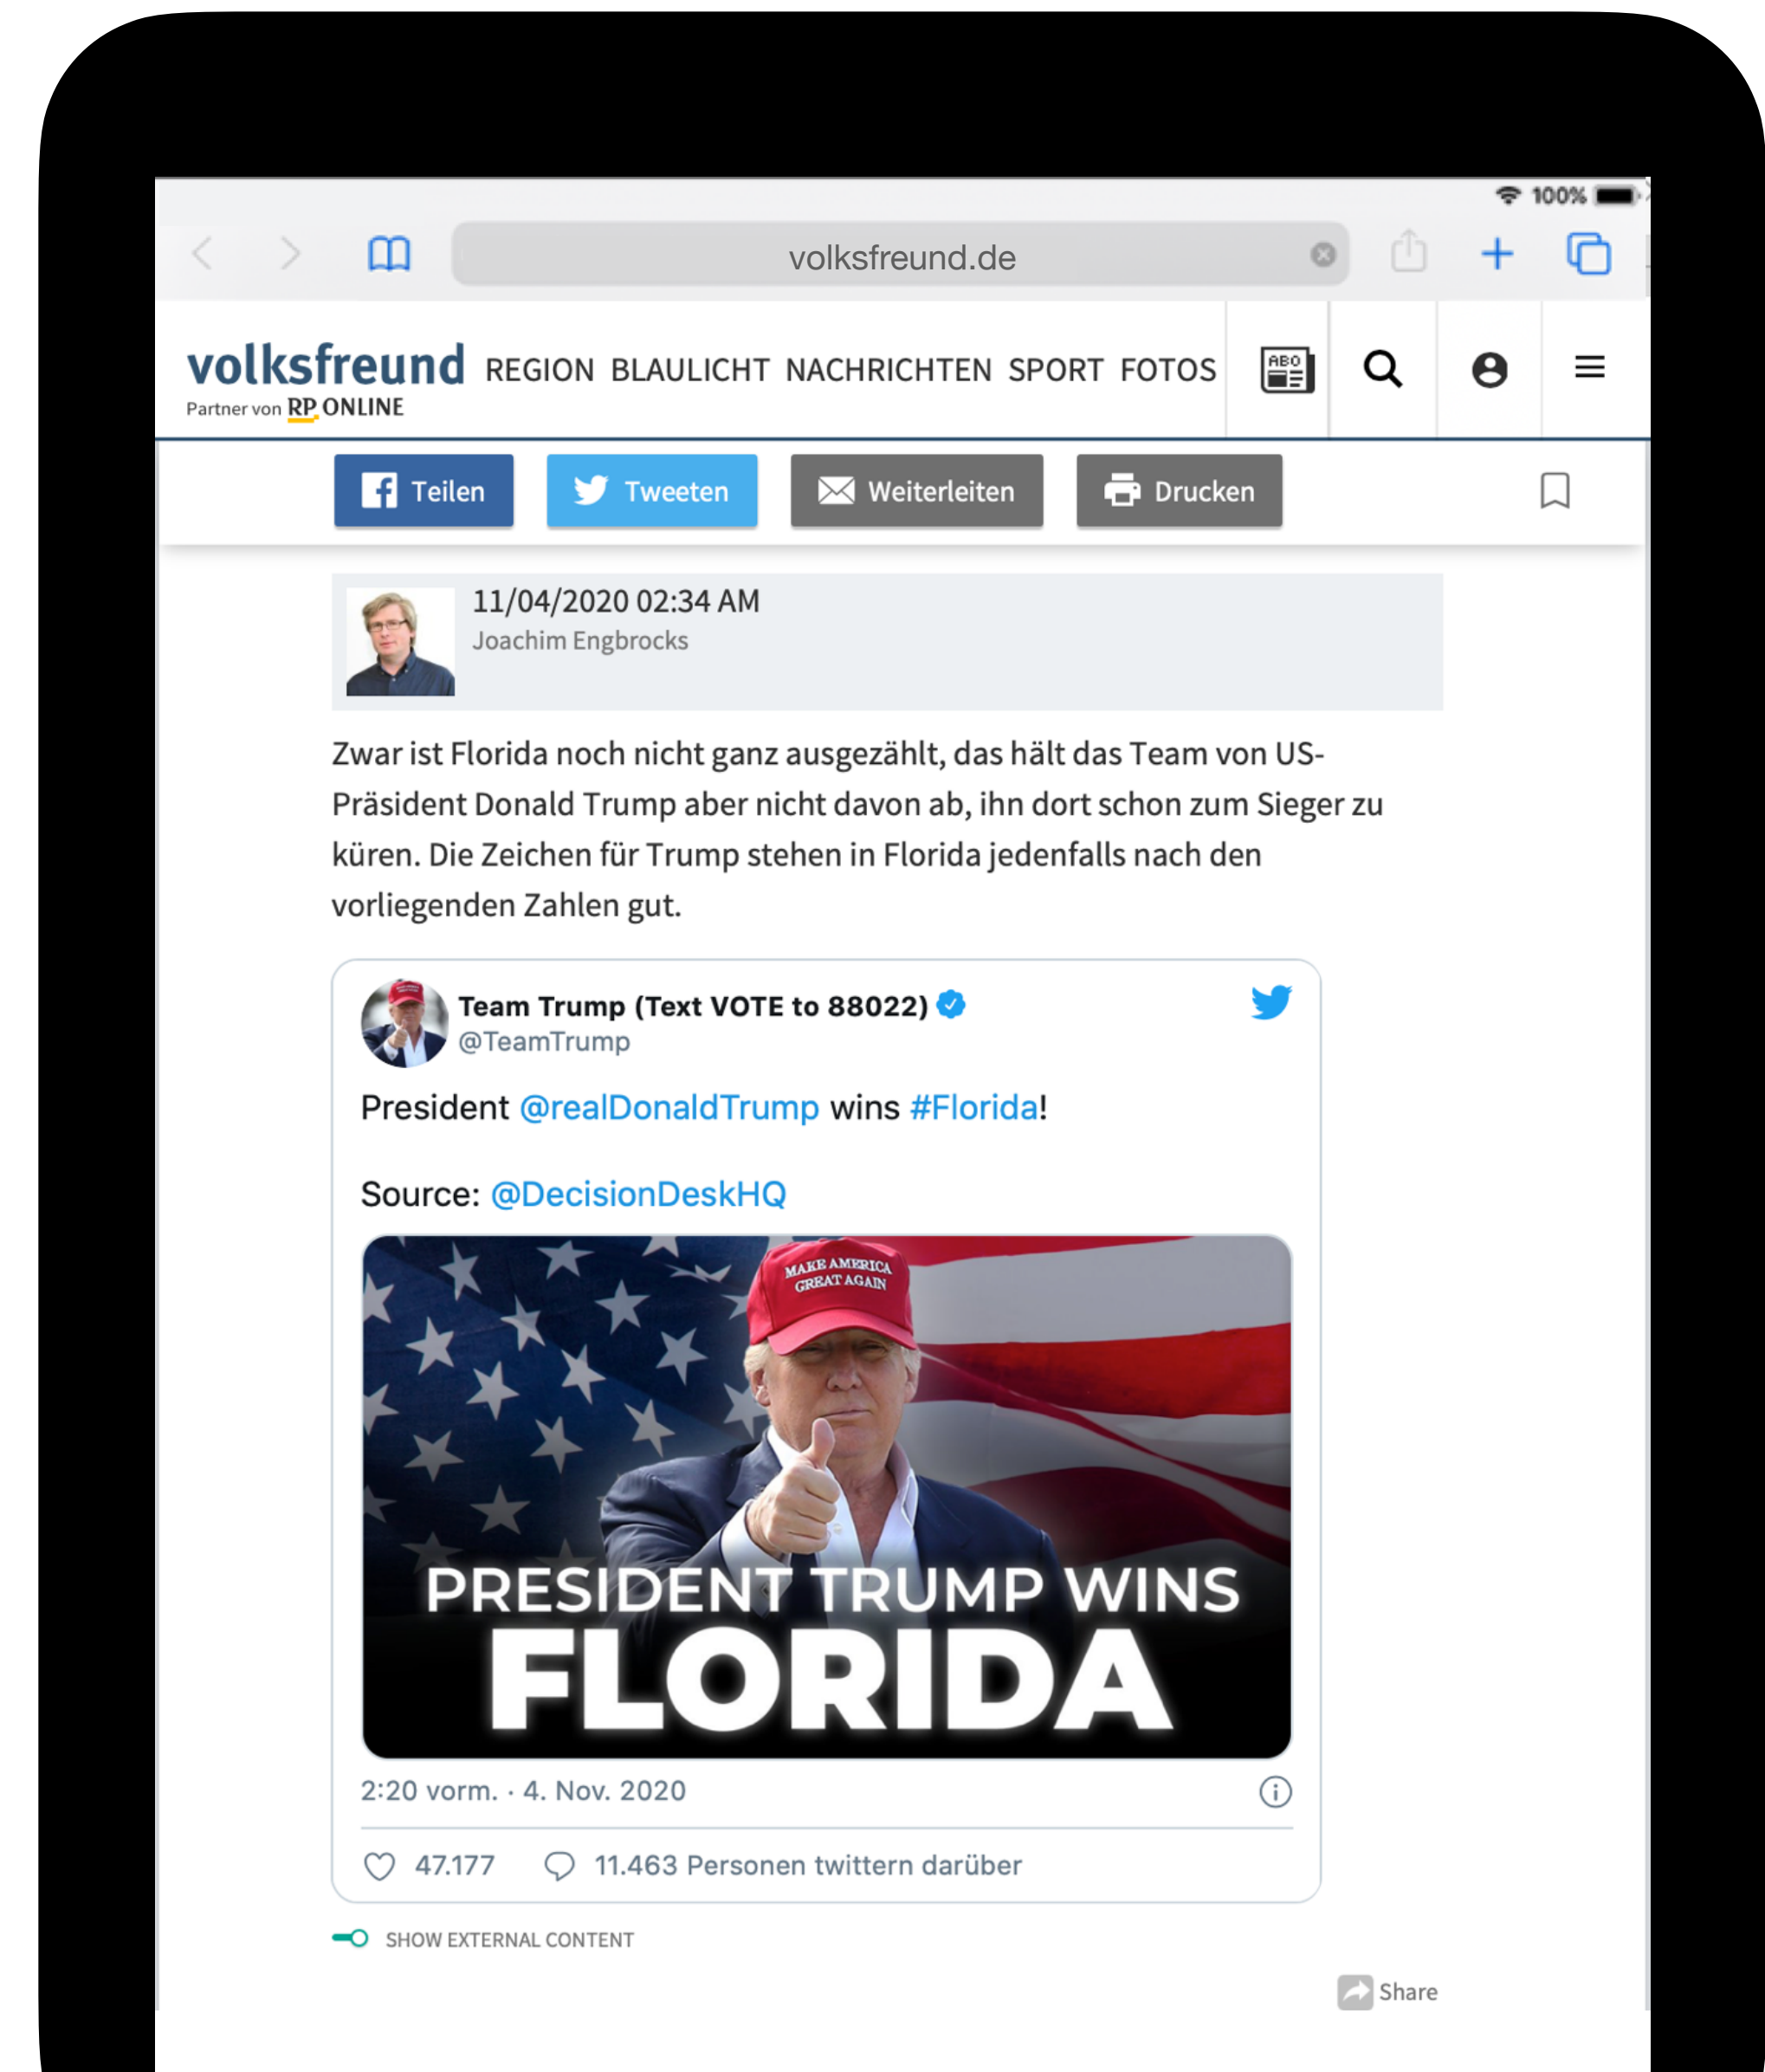 100%
volksfreund.de
volksfreund REGION BLAULICHT NACHRICHTEN SPORT FOTOS ABO
Partner von RP ONLINE
Teilen Tweeten Weiterleiten Drucken
11/04/2020 02:34 AM
Joachim Engbrocks
Zwar ist Florida noch nicht ganz ausgezählt, das hält das Team von US-
Präsident Donald Trump aber nicht davon ab, ihn dort schon zum Sieger zu
küren. Die Zeichen für Trump stehen in Florida jedenfalls nach den
vorliegenden Zahlen gut.
Team Trump (Text VOTE to 88022)
@TeamTrump
President @realDonaldTrump wins #Florida!
Source: @DecisionDeskHQ
MAKE AMERICA
GREAT AGAIN
PRESIDENT TRUMP WINS
FLORIDA
2:20 vorm. · 4. Nov. 2020
47.177 11.463 Personen twittern darüber
SHOW EXTERNAL CONTENT
Share